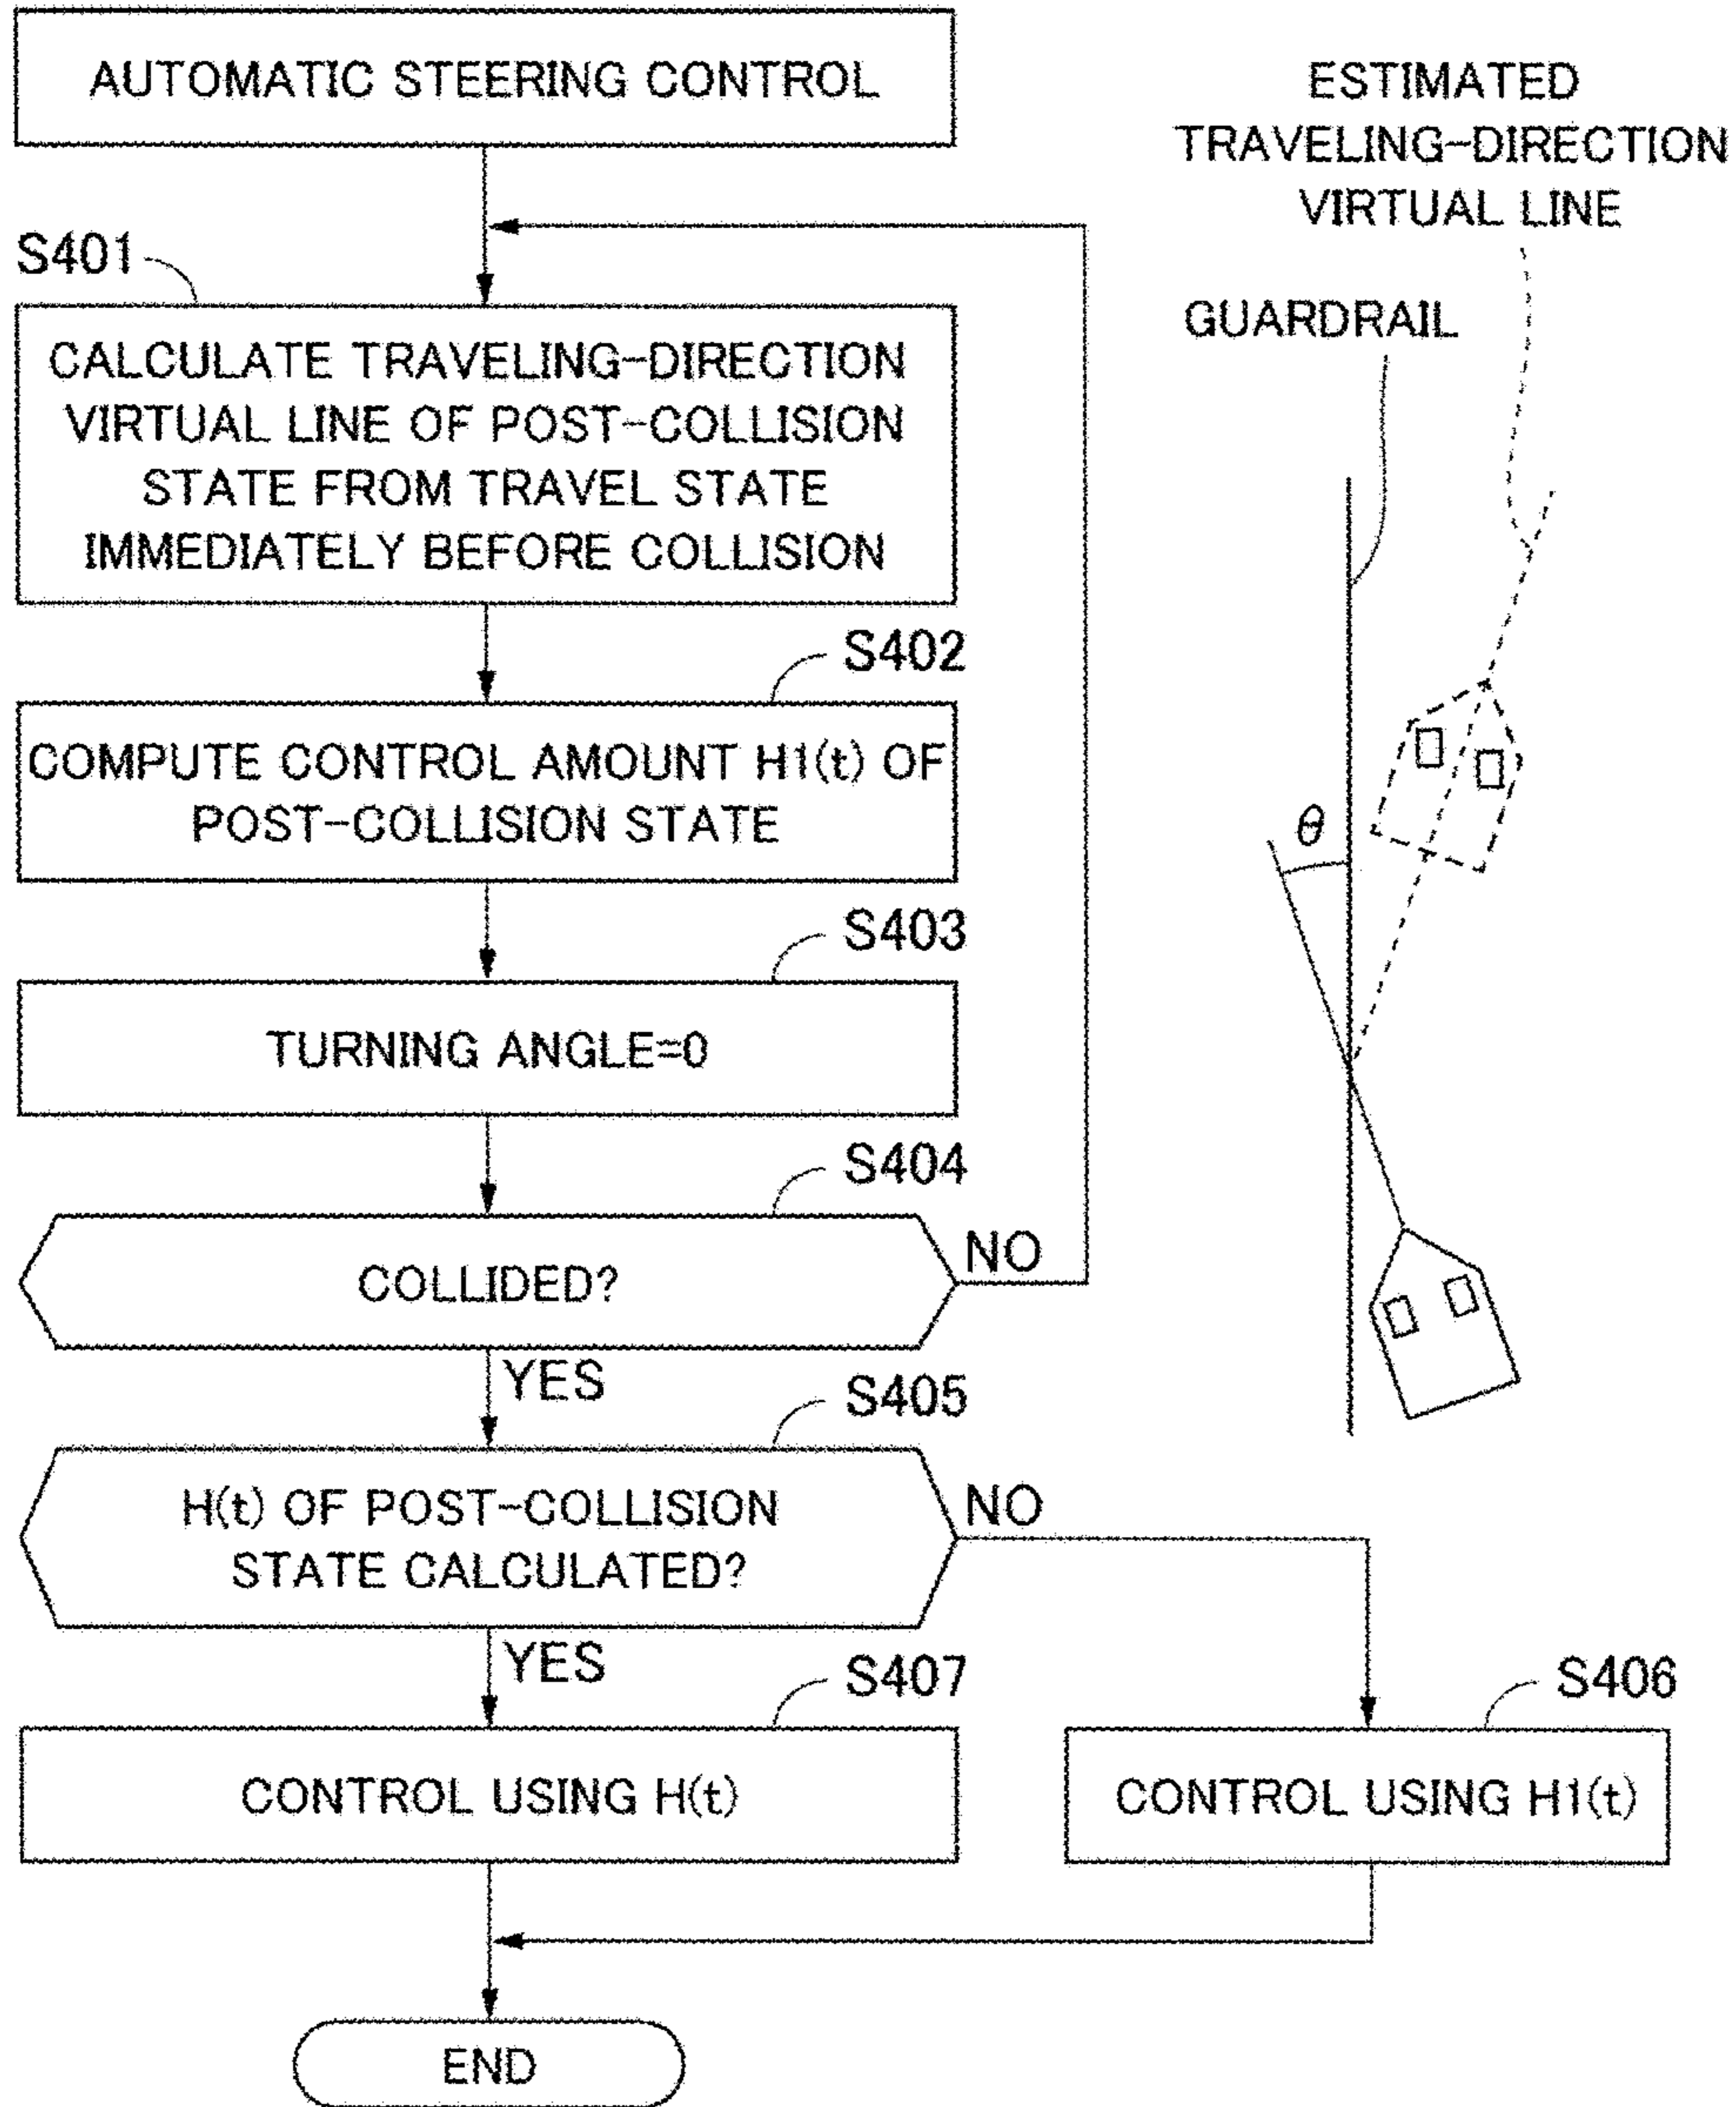 AUTOMATIC STEERING CONTROL
ESTIMATED
TRAVELING-DIRECTION
VIRTUAL LINE
GUARDRAIL
θ
S401
CALCULATE TRAVELING-DIRECTION
VIRTUAL LINE OF POST-COLLISION
STATE FROM TRAVEL STATE
IMMEDIATELY BEFORE COLLISION
S402
COMPUTE CONTROL AMOUNT H1(t) OF
POST-COLLISION STATE
S403
TURNING ANGLE=0
S404
COLLIDED?
NO
YES
S405
H(t) OF POST-COLLISION
STATE CALCULATED?
NO
YES
S407
CONTROL USING H(t)
S406
CONTROL USING H1(t)
END